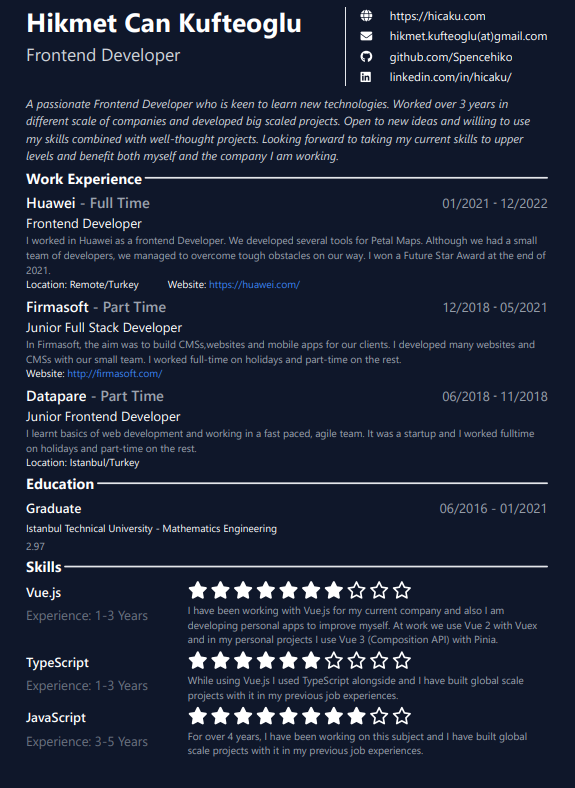 Hikmet Can Kufteoglu
Frontend Developer
https://hicaku.com
hikmet.kufteoglu(at)gmail.com
github.com/Spencehiko
linkedin.com/in/hicaku/
A passionate Frontend Developer who is keen to learn new technologies. Worked over 3 years in
different scale of companies and developed big scaled projects. Open to new ideas and willing to use
my skills combined with well-thought projects. Looking forward to taking my current skills to upper
levels and benefit both myself and the company I am working.
Work Experience
Huawei - Full Time 01/2021 - 12/2022
Frontend Developer
I worked in Huawei as a frontend Developer. We developed several tools for Petal Maps. Although we had a small
team of developers, we managed to overcome tough obstacles on our way. I won a Future Star Award at the end of
2021.
Location: Remote/Turkey Website: https://huawei.com/
Firmasoft - Part Time 12/2018 - 05/2021
Junior Full Stack Developer
In Firmasoft, the aim was to build CMSs,websites and mobile apps for our clients. I developed many websites and
CMSs with our small team. I worked full-time on holidays and part-time on the rest.
Website: http://firmasoft.com/
Datapare - Part Time 06/2018 - 11/2018
Junior Frontend Developer
I learnt basics of web development and working in a fast paced, agile team. It was a startup and I worked fulltime
on holidays and part-time on the rest.
Location: Istanbul/Turkey
Education
Graduate 06/2016 - 01/2021
Istanbul Technical University - Mathematics Engineering
2.97
Skills
Vue.js
Experience: 1-3 Years
I have been working with Vue.js for my current company and also I am
developing personal apps to improve myself. At work we use Vue 2 with Vuex
and in my personal projects I use Vue 3 (Composition API) with Pinia.
TypeScript
Experience: 1-3 Years
While using Vue.js I used TypeScript alongside and I have built global scale
projects with it in my previous job experiences.
JavaScript
Experience: 3-5 Years
For over 4 years, I have been working on this subject and I have built global
scale projects with it in my previous job experiences.